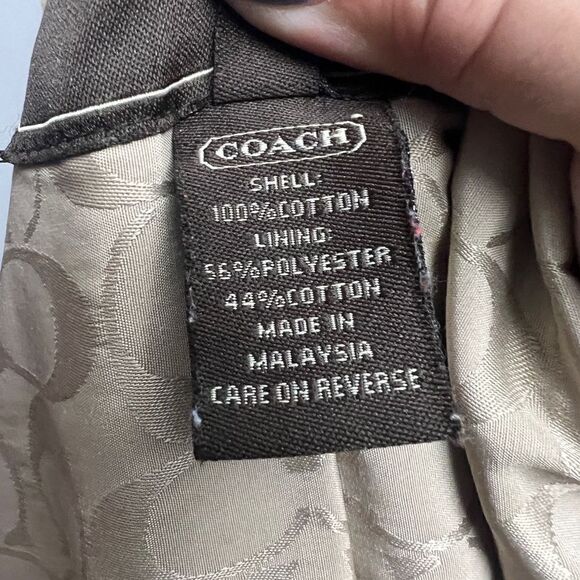 COACH
SHELL:
100%COTTON
LINING:
56%POLYESTER
44%COTTON
MADE IN
MALAYSIA
CARE ON REVERSE